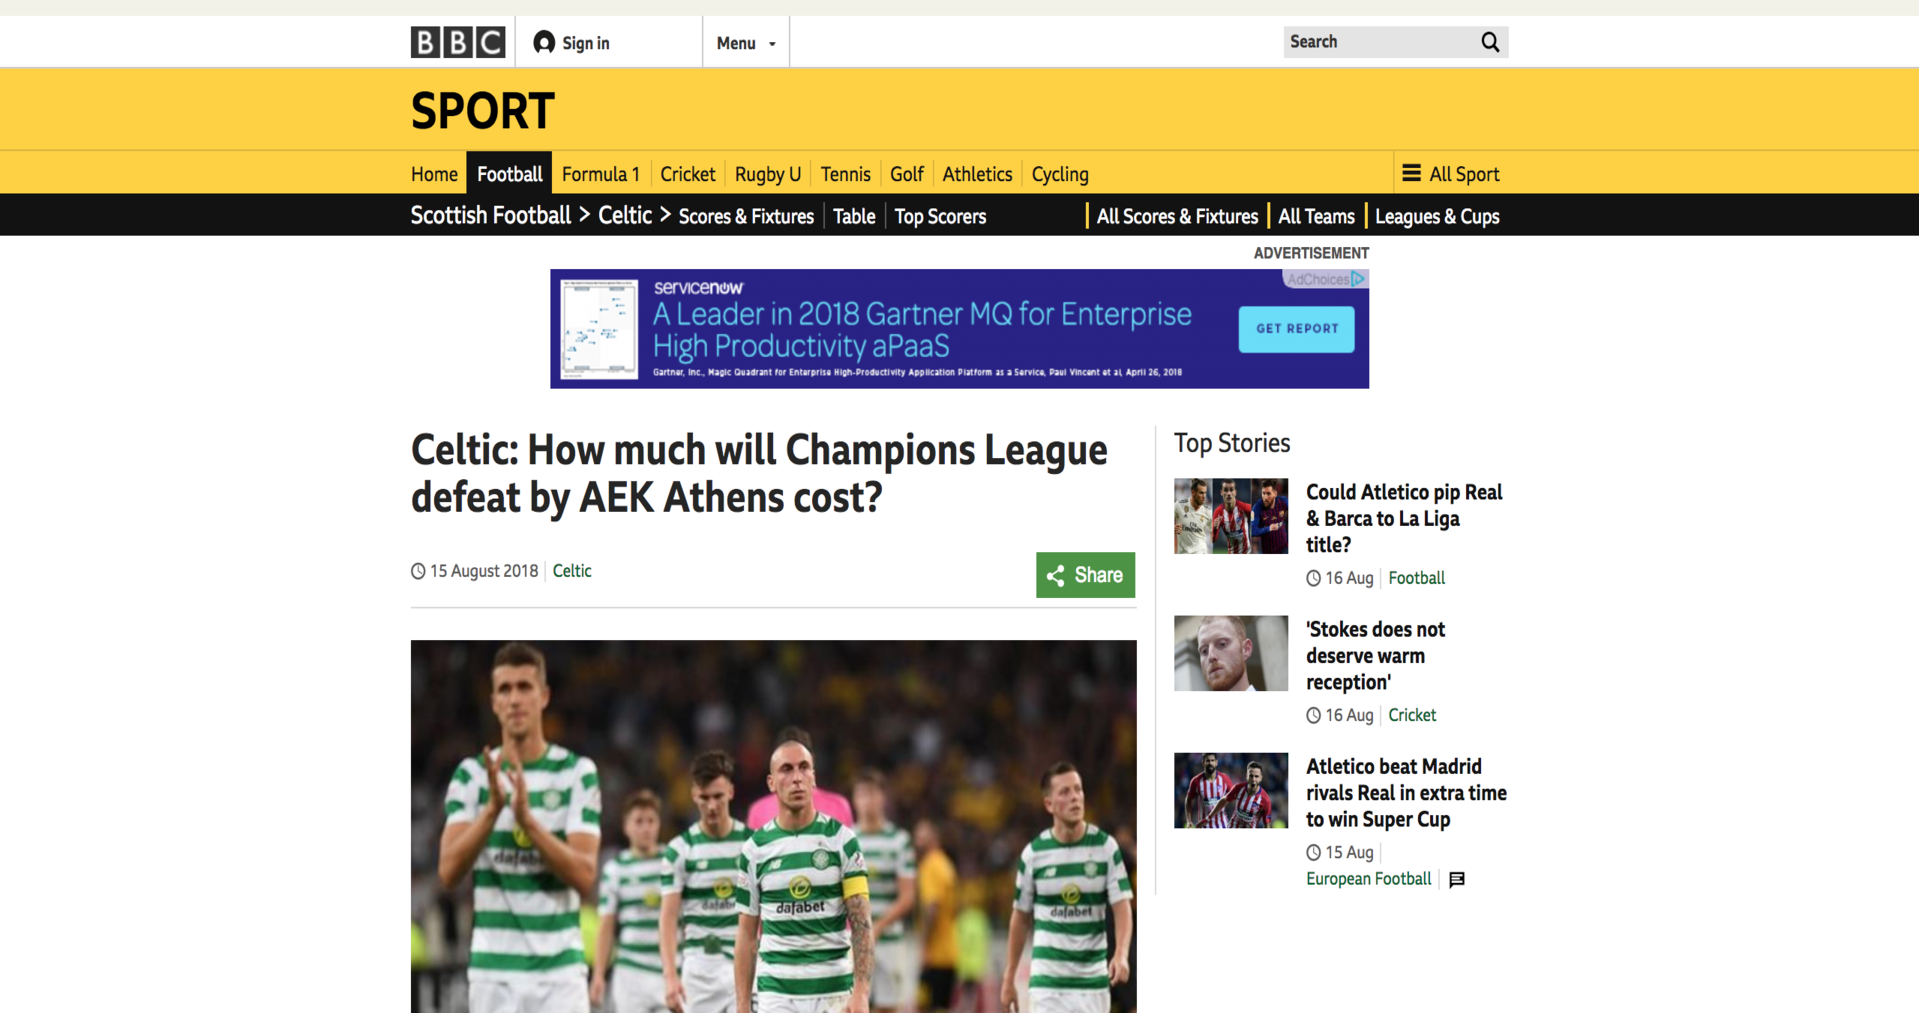 BBC
Sign in
Menu
Search
SPORT
Home
Football
Formula 1
Cricket
Rugby U
Tennis
Golf
Athletics
Cycling
All Sport
Scottish Football > Celtic > Scores & Fixtures
Table
Top Scorers
All Scores & Fixtures
All Teams
Leagues & Cups
ADVERTISEMENT
AdChoices
servicenow
A Leader in 2018 Gartner MQ for Enterprise
High Productivity aPaaS
Gartner, Inc., Magic Quadrant for Enterprise High-Productivity Application Platform as a Service, Paul Vincent et al, April 26, 2018
GET REPORT
Celtic: How much will Champions League
defeat by AEK Athens cost?
15 August 2018
Celtic
Share
dafabet
dafabet
dafabet
Top Stories
Could Atletico pip Real
& Barca to La Liga
title?
16 Aug
Football
'Stokes does not
deserve warm
reception'
16 Aug
Cricket
Atletico beat Madrid
rivals Real in extra time
to win Super Cup
15 Aug
European Football